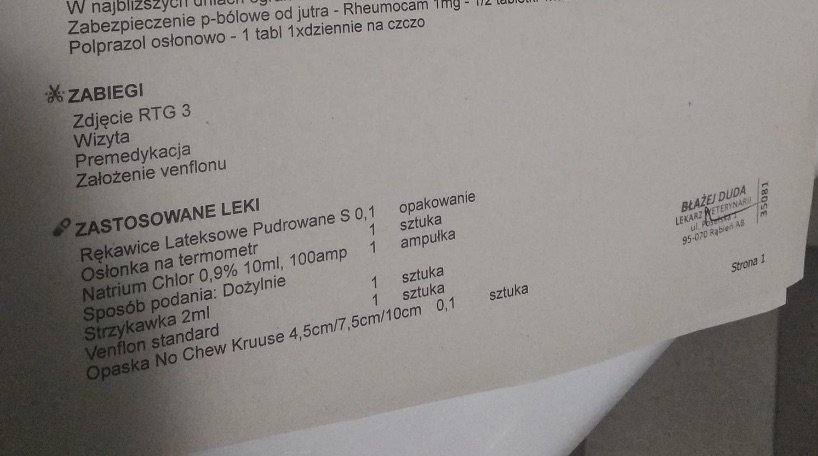 W najbliższych dniach
Zabezpieczenie p-bólowe od jutra - Rheumocam 1mg - 1/2
Polprazol osłonowo - 1 tabl 1xdziennie na czczo
ZABIEGI
Zdjęcie RTG 3
Wizyta
Premedykacja
Założenie venflonu
ZASTOSOWANE LEKI
Rękawice Lateksowe Pudrowane S 0,1 opakowanie
Osłonka na termometr 1 sztuka
Natrium Chlor 0,9% 10ml, 100amp 1 ampułka
Sposób podania: Dożylnie
Strzykawka 2ml 1 sztuka
Venflon standard 1 sztuka
Opaska No Chew Kruuse 4,5cm/7,5cm/10cm 0,1 sztuka
BŁAŻEJ DUDA
LEKARZ WETERYNARII
ul.
95-070 Rąbień AB
35081
Strona 1